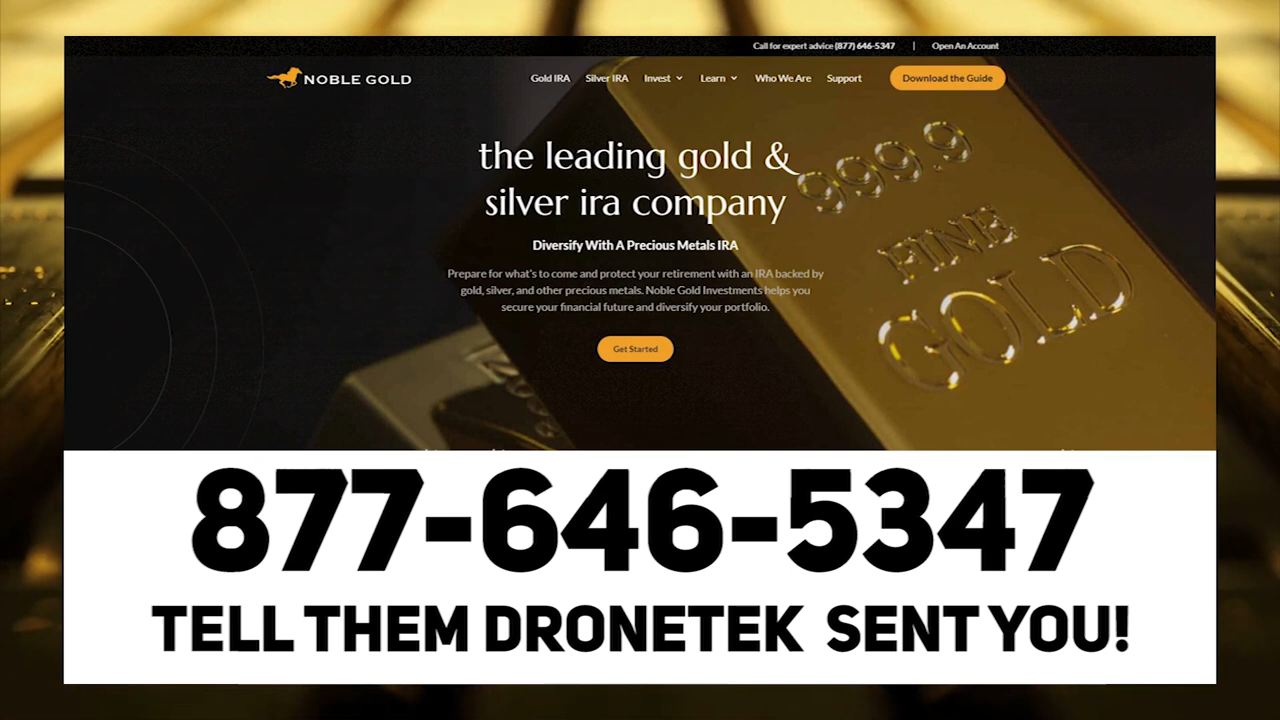 Call for expert advice (877) 646-5347 | Open An Account
NOBLE GOLD Gold IRA Silver IRA Invest Learn Who We Are Support Download the Guide
999.9
FINE
GOLD
the leading gold &
silver ira company
Diversify With A Precious Metals IRA
Prepare for what's to come and protect your retirement with an IRA backed by
gold, silver, and other precious metals. Noble Gold Investments helps you
secure your financial future and diversify your portfolio.
Get Started
877-646-5347
TELL THEM DRONETEK SENT YOU!